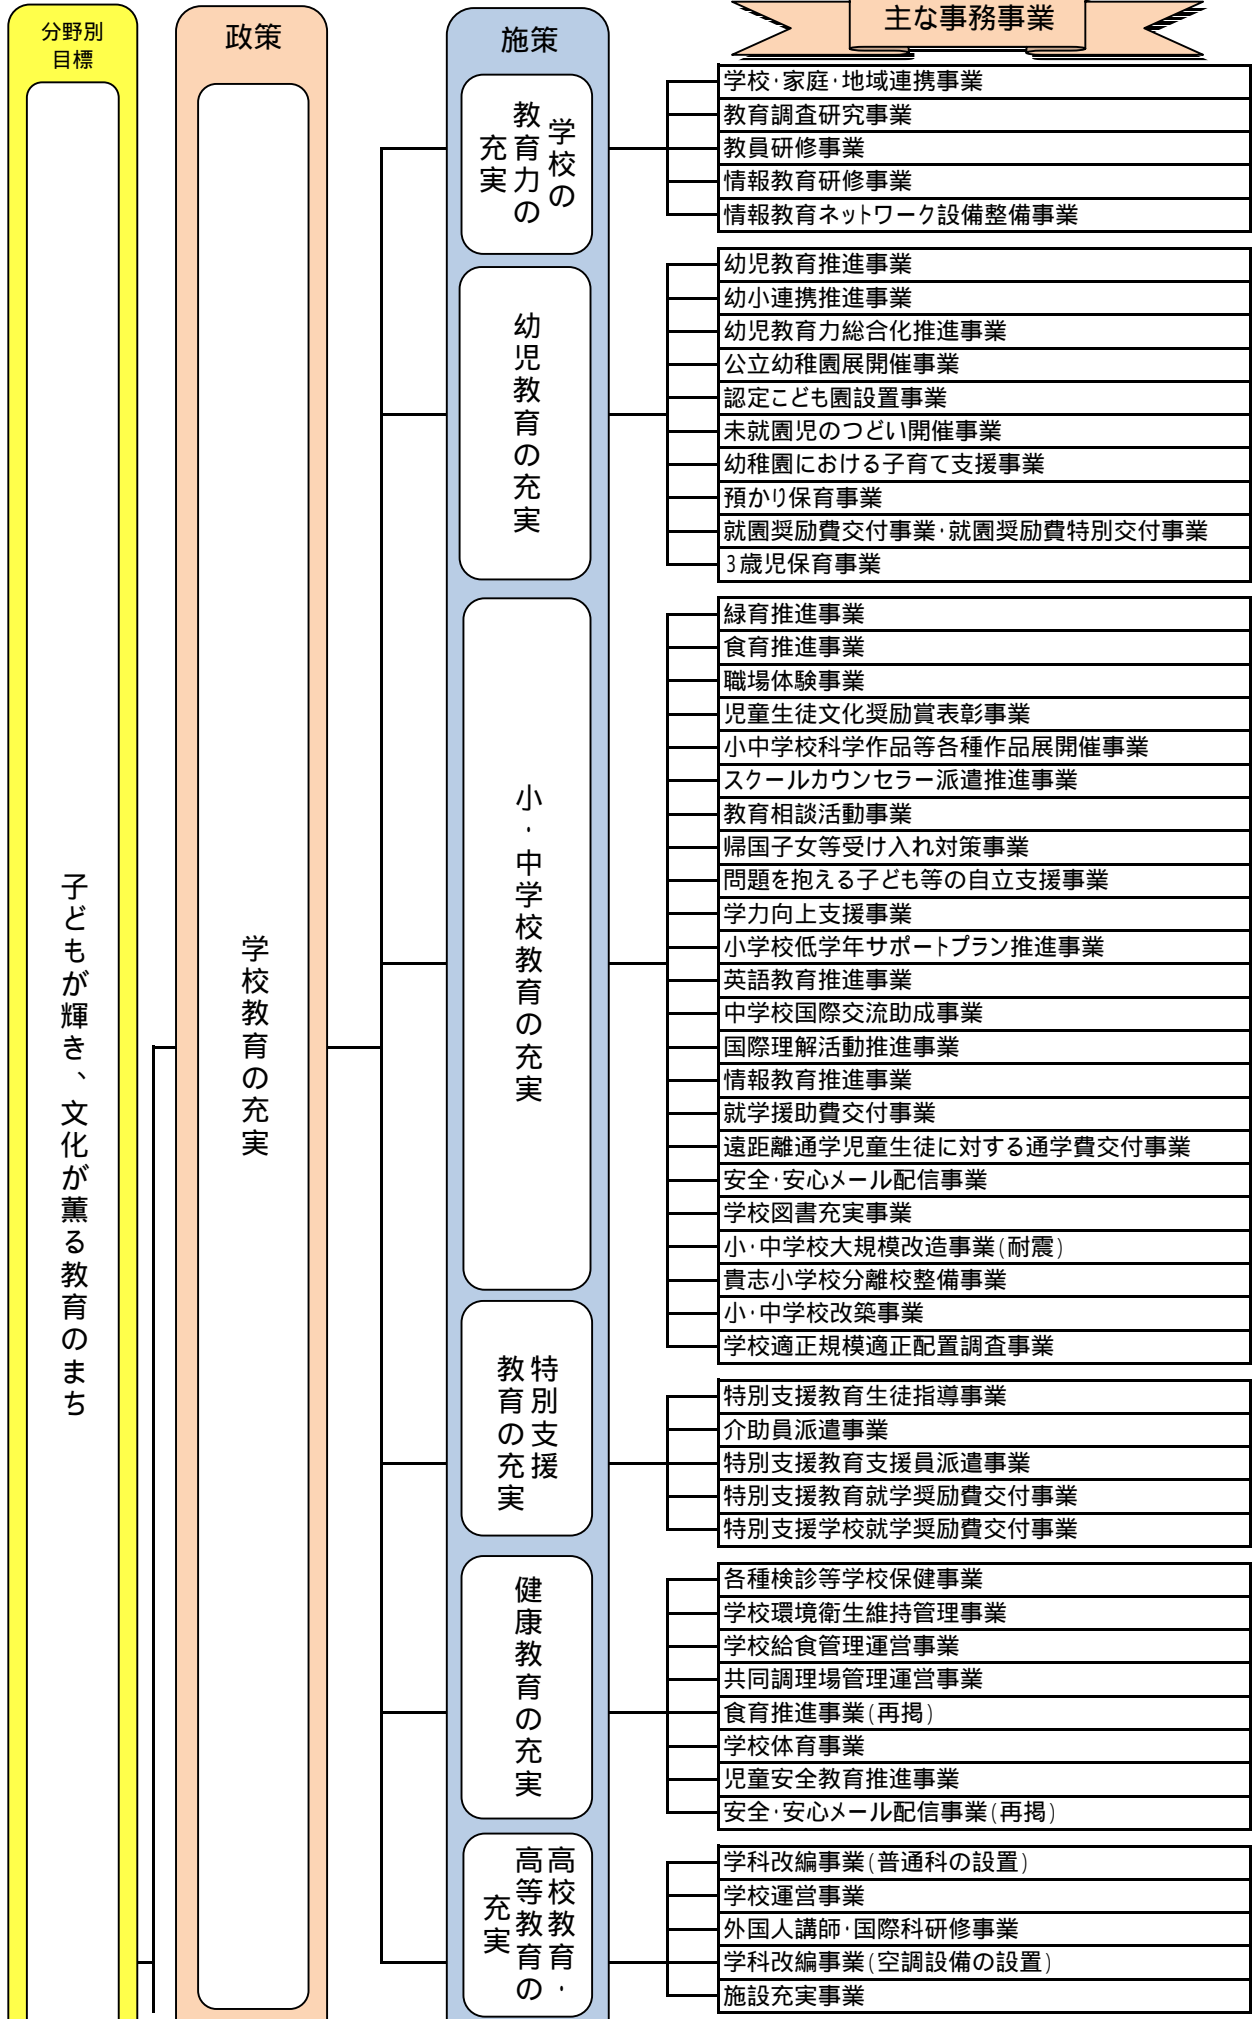 分野別
目標
子どもが輝き、文化が薫る教育のまち
政策
学校教育の充実
施策
主な事務事業
学校の
教育力の
充実
学校・家庭・地域連携事業
教育調査研究事業
教員研修事業
情報教育研修事業
情報教育ネットワーク設備整備事業
幼児教育の充実
幼児教育推進事業
幼小連携推進事業
幼児教育力総合化推進事業
公立幼稚園展開催事業
認定こども園設置事業
未就園児のつどい開催事業
幼稚園における子育て支援事業
預かり保育事業
就園奨励費交付事業・就園奨励費特別交付事業
3歳児保育事業
小・中学校教育の充実
緑育推進事業
食育推進事業
職場体験事業
児童生徒文化奨励賞表彰事業
小中学校科学作品等各種作品展開催事業
スクールカウンセラー派遣推進事業
教育相談活動事業
帰国子女等受け入れ対策事業
問題を抱える子ども等の自立支援事業
学力向上支援事業
小学校低学年サポートプラン推進事業
英語教育推進事業
中学校国際交流助成事業
国際理解活動推進事業
情報教育推進事業
就学援助費交付事業
遠距離通学児童生徒に対する通学費交付事業
安全・安心メール配信事業
学校図書充実事業
小・中学校大規模改造事業(耐震)
貴志小学校分離校整備事業
小・中学校改築事業
学校適正規模適正配置調査事業
特別支援
教育の充実
特別支援教育生徒指導事業
介助員派遣事業
特別支援教育支援員派遣事業
特別支援教育就学奨励費交付事業
特別支援学校就学奨励費交付事業
健康教育の充実
各種検診等学校保健事業
学校環境衛生維持管理事業
学校給食管理運営事業
共同調理場管理運営事業
食育推進事業(再掲)
学校体育事業
児童安全教育推進事業
安全・安心メール配信事業(再掲)
高校教育・
高等教育の
充実
学科改編事業(普通科の設置)
学校運営事業
外国人講師・国際科研修事業
学科改編事業(空調設備の設置)
施設充実事業